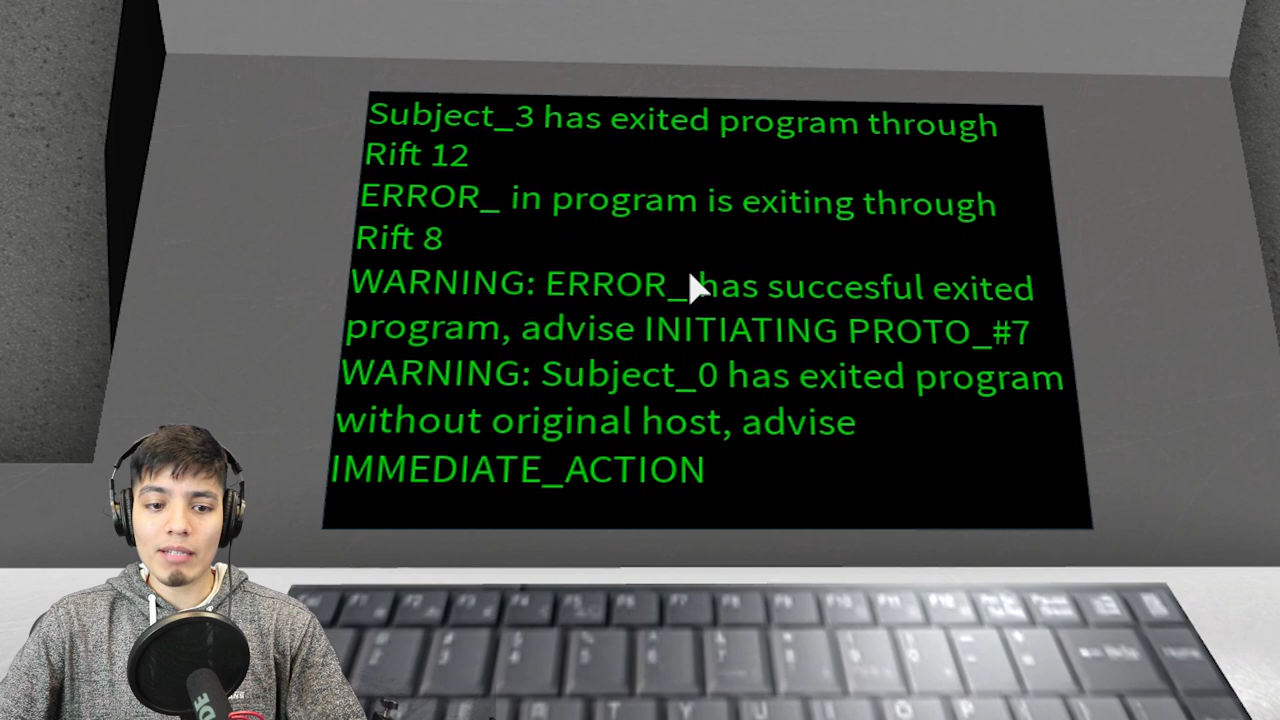 Subject_3 has exited program through
Rift 12
ERROR_ in program is exiting through
Rift 8
WARNING: ERROR_ has succesful exited
program, advise INITIATING PROTO_#7
WARNING: Subject_0 has exited program
without original host, advise
IMMEDIATE_ACTION